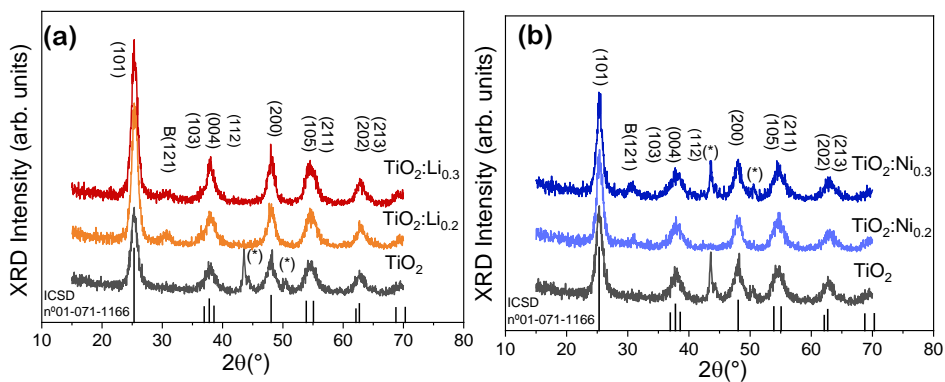 (a)
XRD Intensity (arb. units)
(101)
B(121)
(103)
(004)
(112)
(200)
(105)
(211)
(202)
(213)
TiO2:Li0.3
TiO2:Li0.2
(*)
(*)
TiO2
ICSD
nº01-071-1166
10 20 30 40 50 60 70 80
2θ(°)
(b)
XRD Intensity (arb. units)
(101)
B(121)
(103)
(004)
(112)
(*)
(200)
(*)
(105)
(211)
(202)
(213)
TiO2:Ni0.3
TiO2:Ni0.2
TiO2
ICSD
nº01-071-1166
10 20 30 40 50 60 70 80
2θ(°)